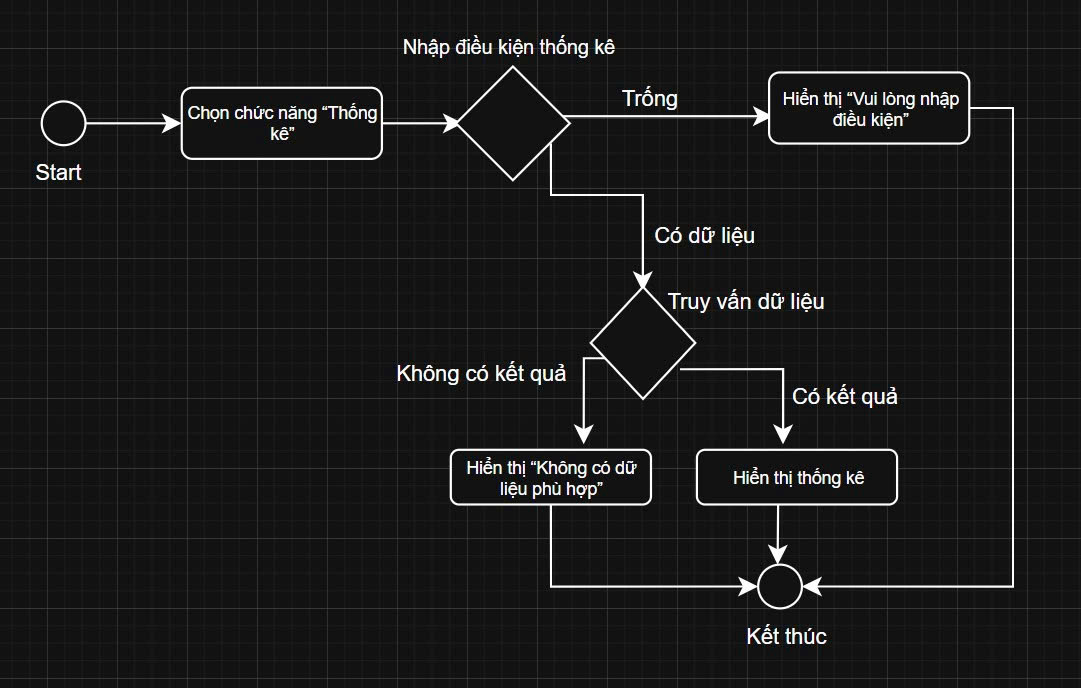 Nhập điều kiện thống kê
Start
Chọn chức năng “Thống
kê”
Trống
Hiển thị “Vui lòng nhập
điều kiện”
Có dữ liệu
Truy vấn dữ liệu
Không có kết quả
Có kết quả
Hiển thị “Không có dữ
liệu phù hợp”
Hiển thị thống kê
Kết thúc